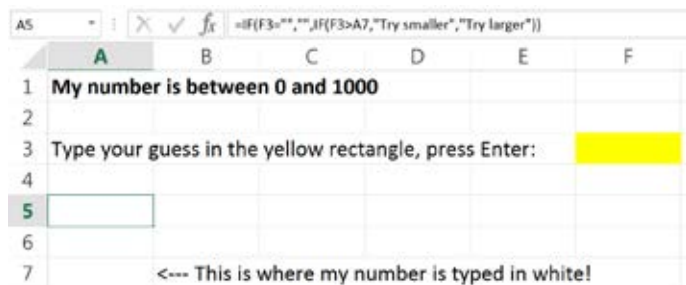 A5 fx =IF(F3="","",IF(F3>A7,"Try smaller","Try larger"))
A B C D E F
1 My number is between 0 and 1000
2
3 Type your guess in the yellow rectangle, press Enter:
4
5
6
7 <--- This is where my number is typed in white!